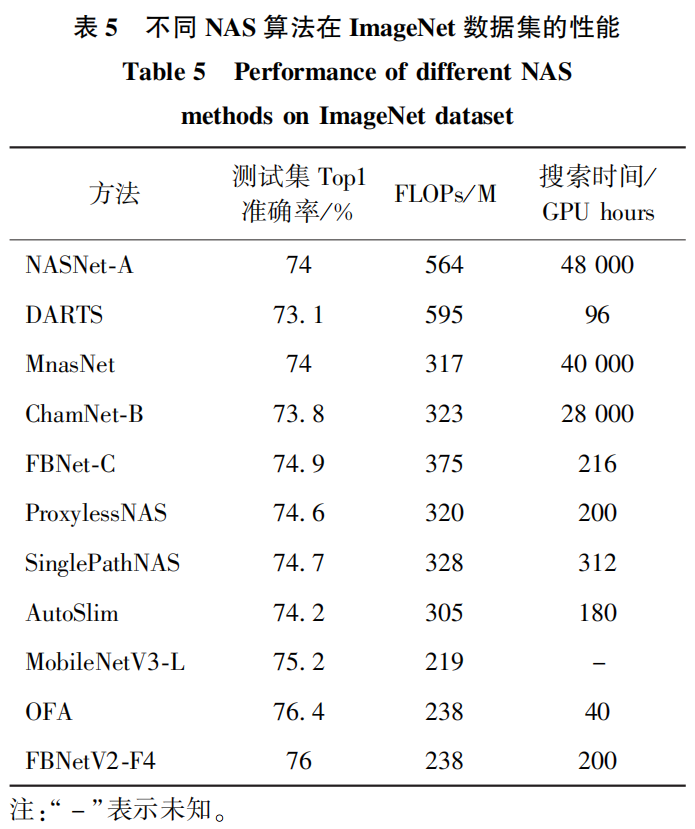 表 5 不同 NAS 算法在 ImageNet 数据集的性能
Table 5 Performance of different NAS
methods on ImageNet dataset
方法 测试集 Top1 准确率/% FLOPs/M 搜索时间/ GPU hours
NASNet-A 74 564 48 000
DARTS 73. 1 595 96
MnasNet 74 317 40 000
ChamNet-B 73. 8 323 28 000
FBNet-C 74. 9 375 216
ProxylessNAS 74. 6 320 200
SinglePathNAS 74. 7 328 312
AutoSlim 74. 2 305 180
MobileNetV3-L 75. 2 219 -
OFA 76. 4 238 40
FBNetV2-F4 76 238 200
注:“ - ”表示未知。